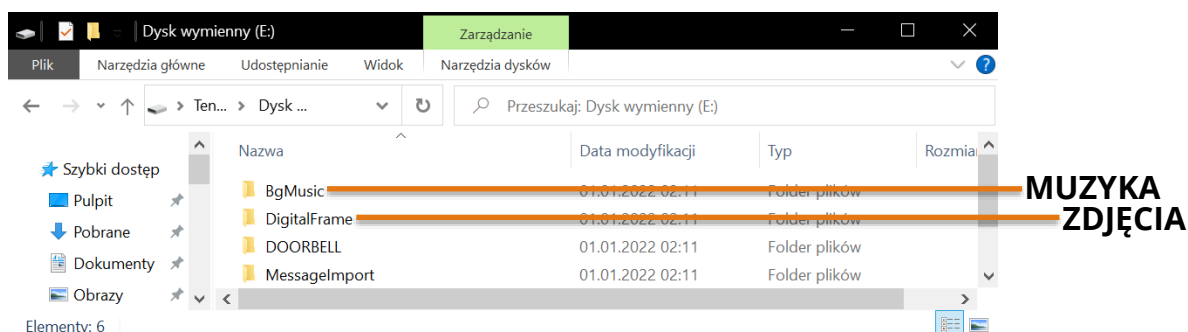 Dysk wymienny (E:)
Zarządzanie
Plik Narzędzia główne Udostępnianie Widok Narzędzia dysków
Ten... Dysk ... Przeszukaj: Dysk wymienny (E:)
Nazwa Data modyfikacji Typ Rozmia
Szybki dostęp
Pulpit
Pobrane
Dokumenty
Obrazy
BgMusic 01.01.2022 02:11 Folder plików MUZYKA
DigitalFrame 01.01.2022 02:11 Folder plików ZDJĘCIA
DOORBELL 01.01.2022 02:11 Folder plików
MessageImport 01.01.2022 02:11 Folder plików
Elementy: 6